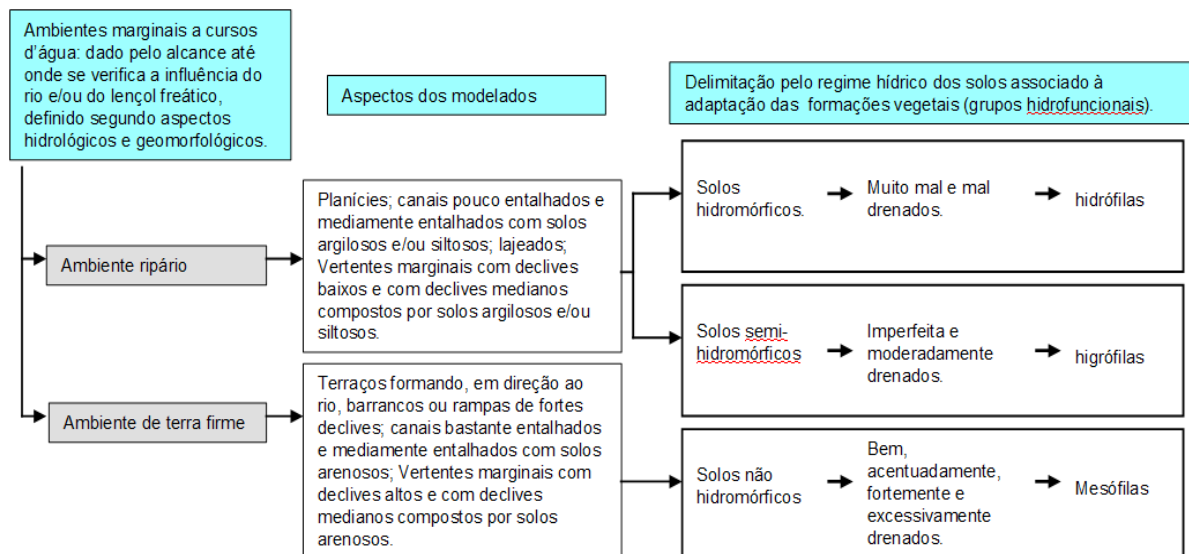 Ambientes marginais a cursos
d'água: dado pelo alcance até
onde se verifica a influência do
rio e/ou do lençol freático,
definido segundo aspectos
hidrológicos e geomorfológicos.
Aspectos dos modelados
Delimitação pelo regime hídrico dos solos associado à
adaptação das formações vegetais (grupos hidrofuncionais).
Ambiente ripário
Planícies; canais pouco entalhados e
mediamente entalhados com solos
argilosos e/ou siltosos; lajeados;
Vertentes marginais com declives
baixos e com declives medianos
compostos por solos argilosos e/ou
siltosos.
Solos
hidromórficos.
Muito mal e mal
drenados.
hidrófilas
Solos semi-
hidromórficos
Imperfeita e
moderadamente
drenados.
higrófilas
Ambiente de terra firme
Terraços formando, em direção ao
rio, barrancos ou rampas de fortes
declives; canais bastante entalhados
e mediamente entalhados com solos
arenosos; Vertentes marginais com
declives altos e com declives
medianos compostos por solos
arenosos.
Solos não
hidromórficos
Bem,
acentuadamente,
fortemente e
excessivamente
drenados.
Mesófilas